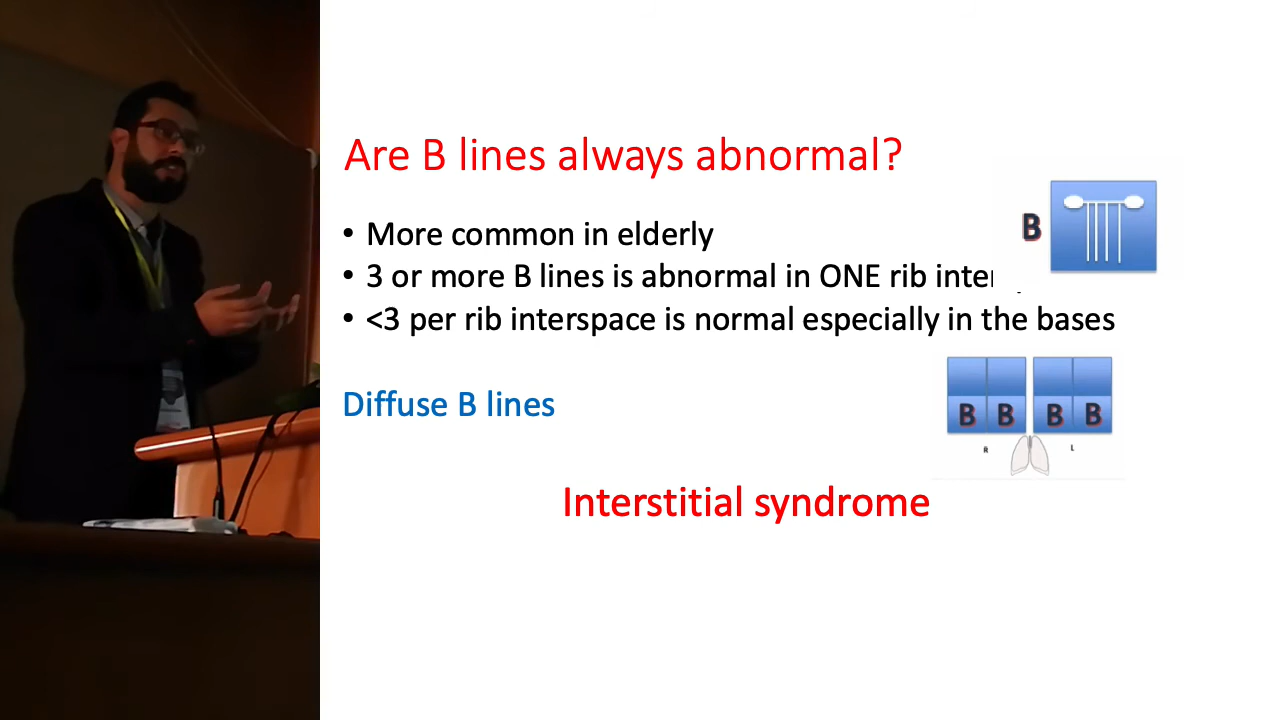 Are B lines always abnormal?
• More common in elderly
• 3 or more B lines is abnormal in ONE rib
B
• <3 per rib interspace is normal especially in the bases
Diffuse B lines
B B B B
R L
Interstitial syndrome